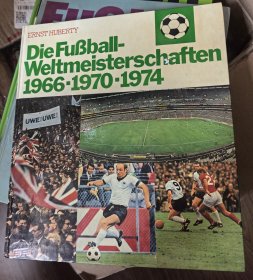 ERNST HUBERTY
Die Fußball-
Weltmeisterschaften
1966·1970·1974
UWE! UWE!